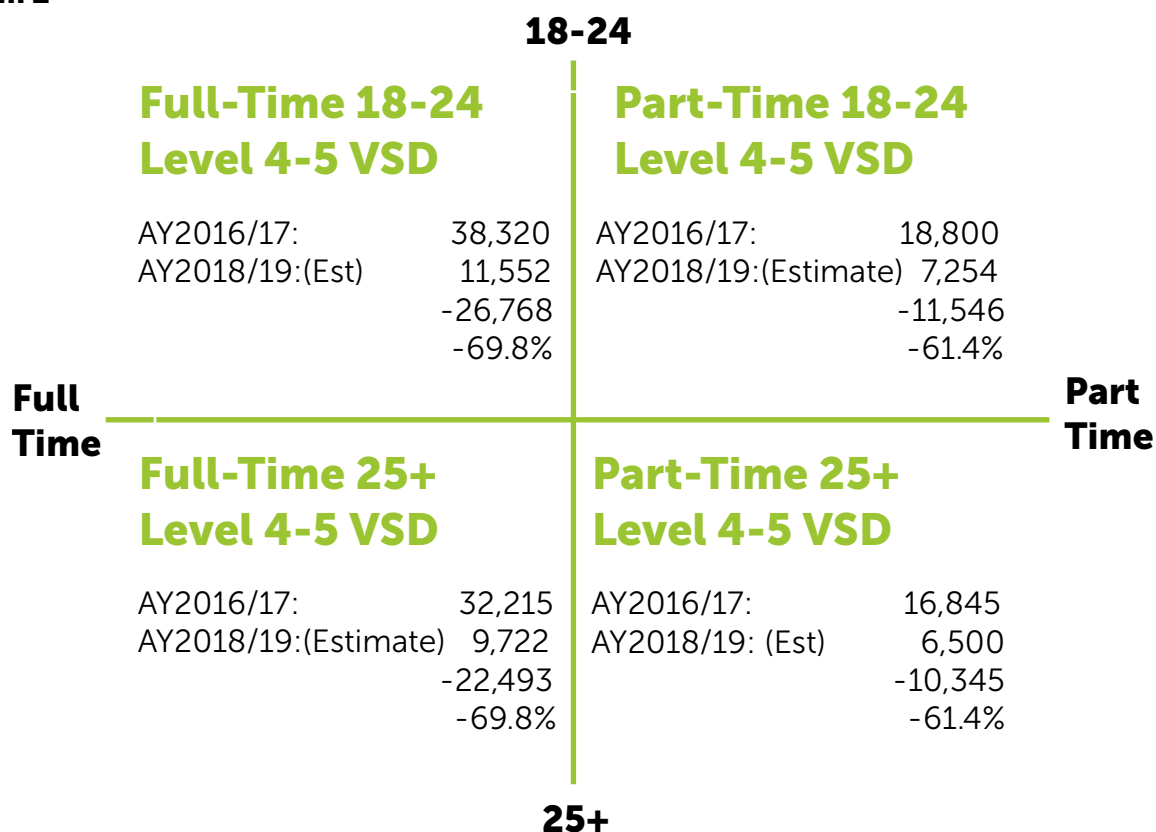 18-24
Full-Time 18-24
Level 4-5 VSD
AY2016/17: 38,320
AY2018/19:(Est) 11,552
-26,768
-69.8%
Part-Time 18-24
Level 4-5 VSD
AY2016/17: 18,800
AY2018/19:(Estimate) 7,254
-11,546
-61.4%
Full
Time
Part
Time
Full-Time 25+
Level 4-5 VSD
AY2016/17: 32,215
AY2018/19:(Estimate) 9,722
-22,493
-69.8%
Part-Time 25+
Level 4-5 VSD
AY2016/17: 16,845
AY2018/19: (Est) 6,500
-10,345
-61.4%
25+